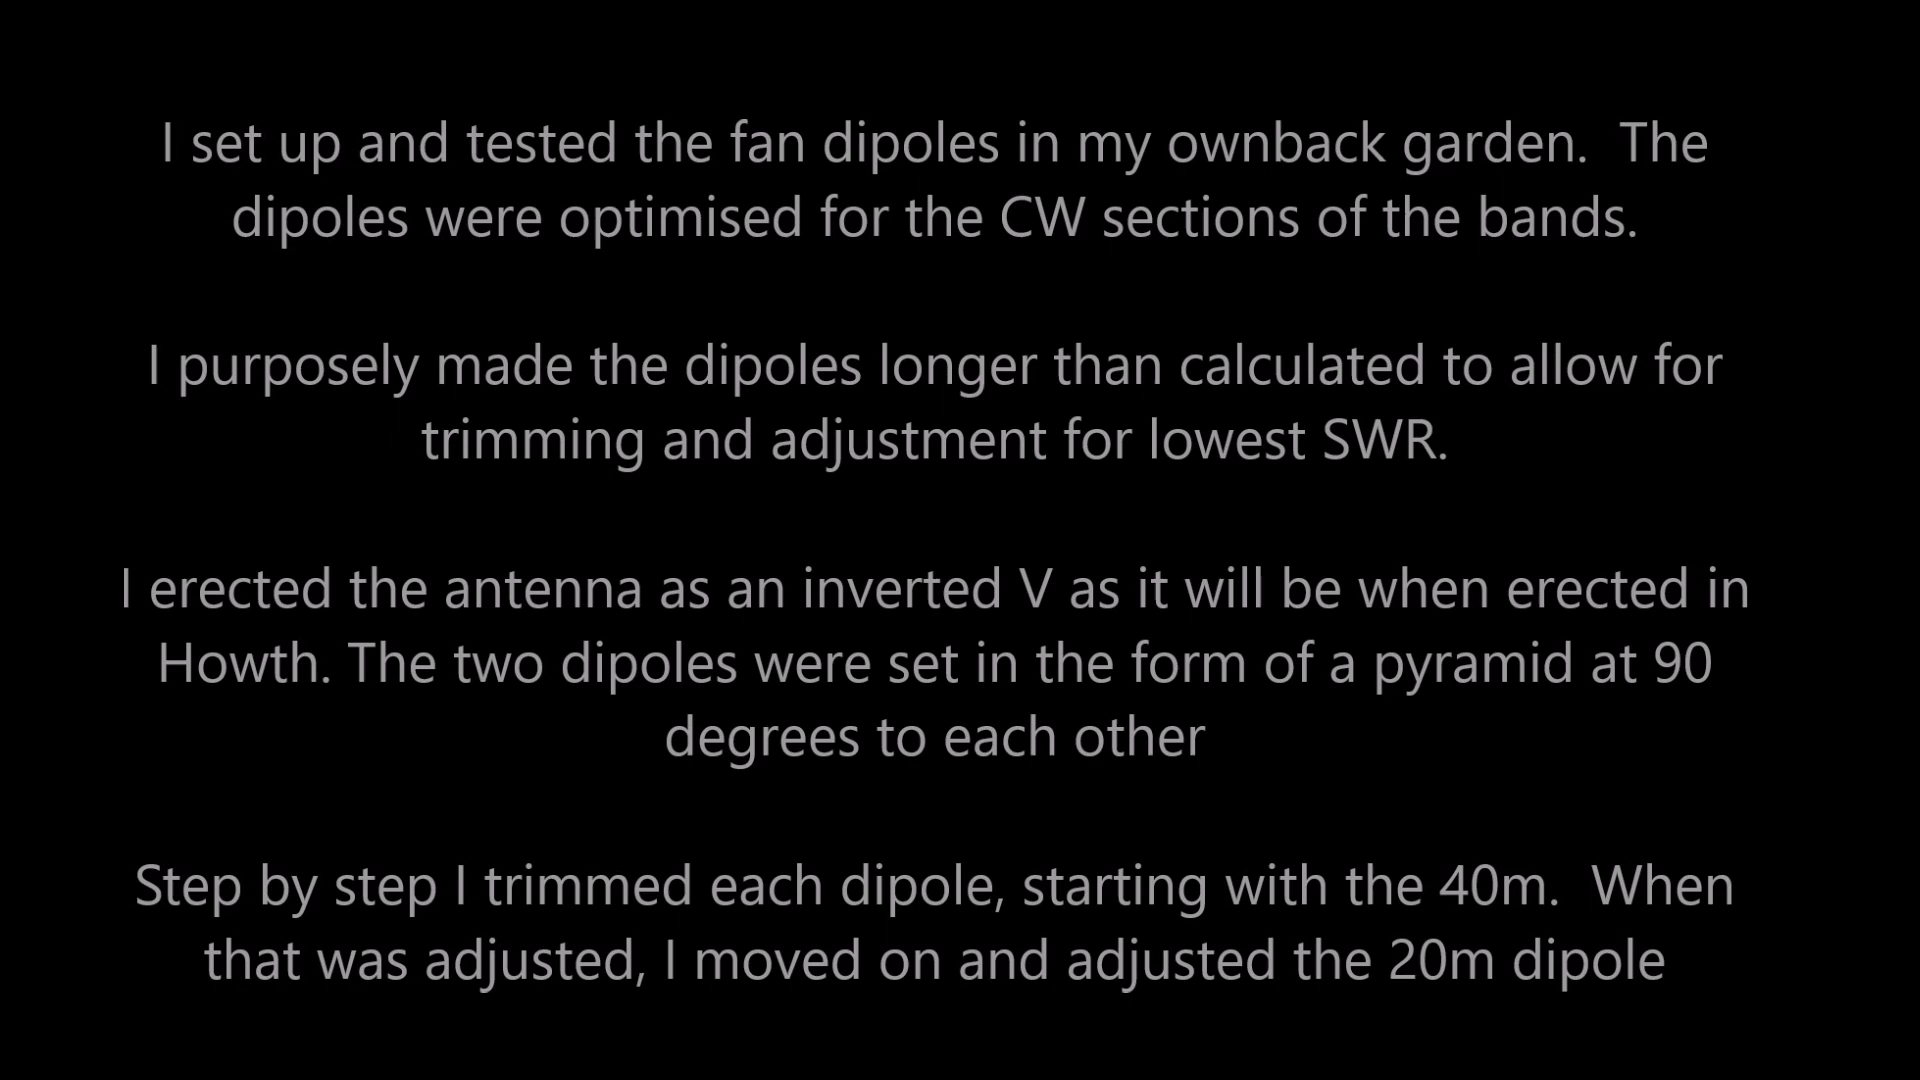 I set up and tested the fan dipoles in my ownback garden.  The
dipoles were optimised for the CW sections of the bands.
I purposely made the dipoles longer than calculated to allow for
trimming and adjustment for lowest SWR.
I erected the antenna as an inverted V as it will be when erected in
Howth. The two dipoles were set in the form of a pyramid at 90
degrees to each other
Step by step I trimmed each dipole, starting with the 40m.  When
that was adjusted, I moved on and adjusted the 20m dipole